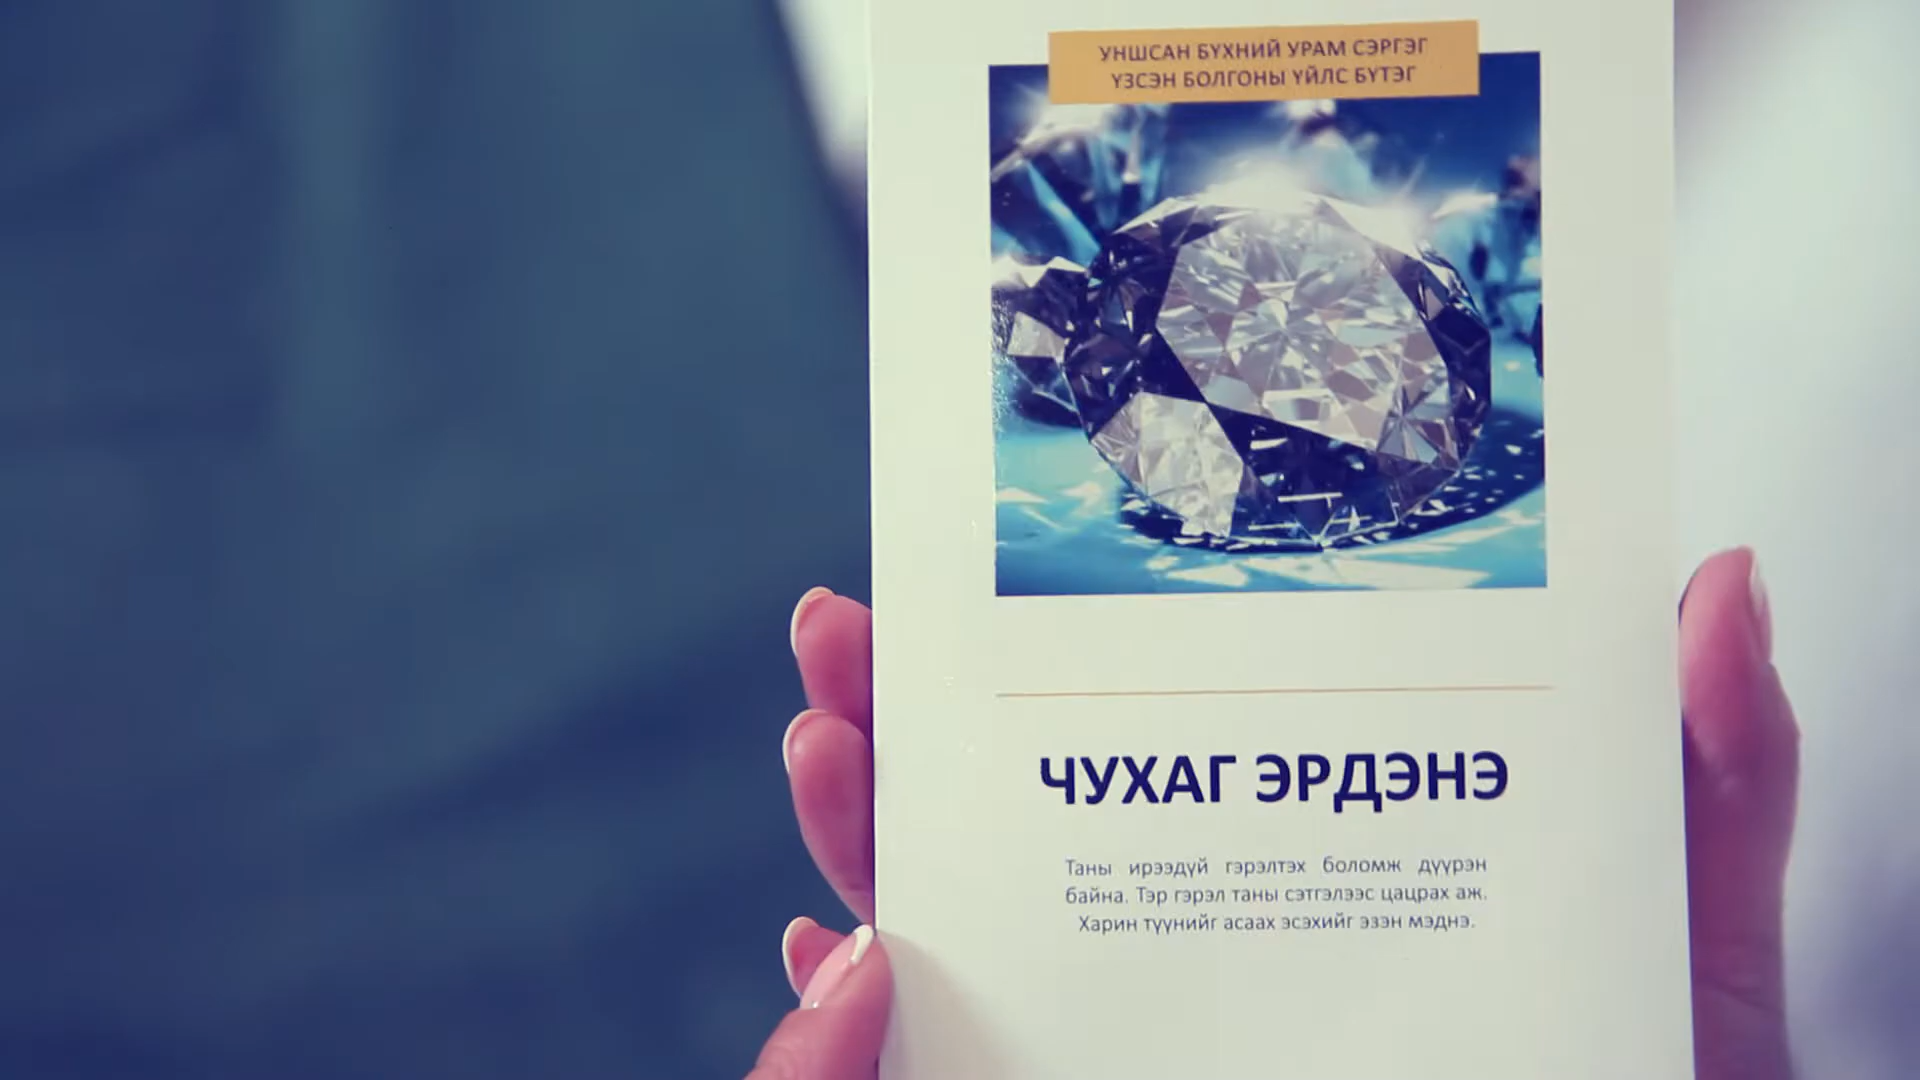 УНШСАН БҮХНИЙ УРАМ СЭРГЭГ
ҮЗСЭН БОЛГОНЫ ҮЙЛС БҮТЭГ
ЧУХАГ ЭРДЭНЭ
Таны ирээдүй гэрэлтэх боломж дүүрэн
байна. Тэр гэрэл таны сэтгэлээс цацрах аж.
Харин түүнийг асаах эсэхийг эзэн мэднэ.